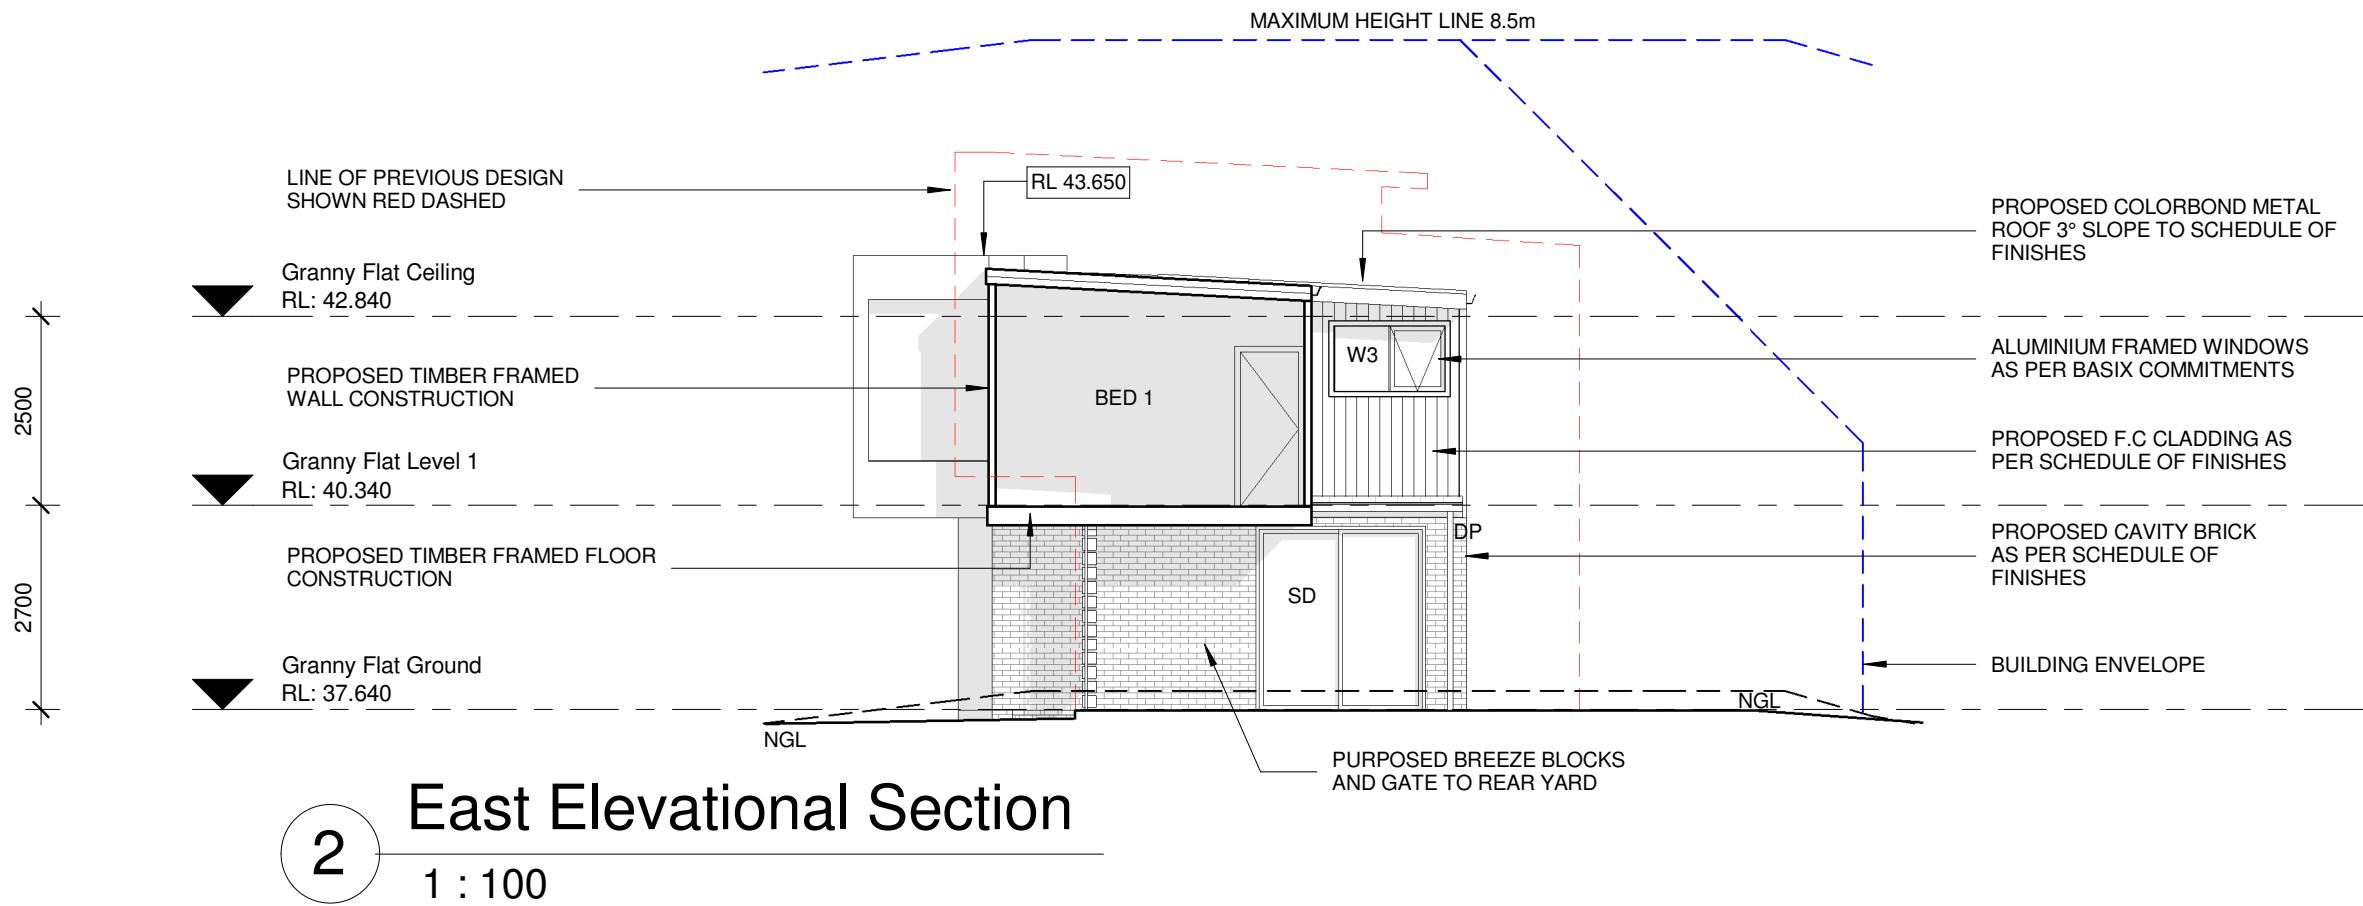 MAXIMUM HEIGHT LINE 8.5m
LINE OF PREVIOUS DESIGN
SHOWN RED DASHED
RL 43.650
PROPOSED COLORBOND METAL
ROOF 3° SLOPE TO SCHEDULE OF
FINISHES
Granny Flat Ceiling
RL: 42.840
W3
ALUMINIUM FRAMED WINDOWS
AS PER BASIX COMMITMENTS
PROPOSED TIMBER FRAMED
WALL CONSTRUCTION
BED 1
2500
PROPOSED F.C CLADDING AS
PER SCHEDULE OF FINISHES
Granny Flat Level 1
RL: 40.340
DP
PROPOSED CAVITY BRICK
AS PER SCHEDULE OF
FINISHES
PROPOSED TIMBER FRAMED FLOOR
CONSTRUCTION
SD
2700
Granny Flat Ground
RL: 37.640
BUILDING ENVELOPE
NGL
NGL
PURPOSED BREEZE BLOCKS
AND GATE TO REAR YARD
2
East Elevational Section
1 : 100